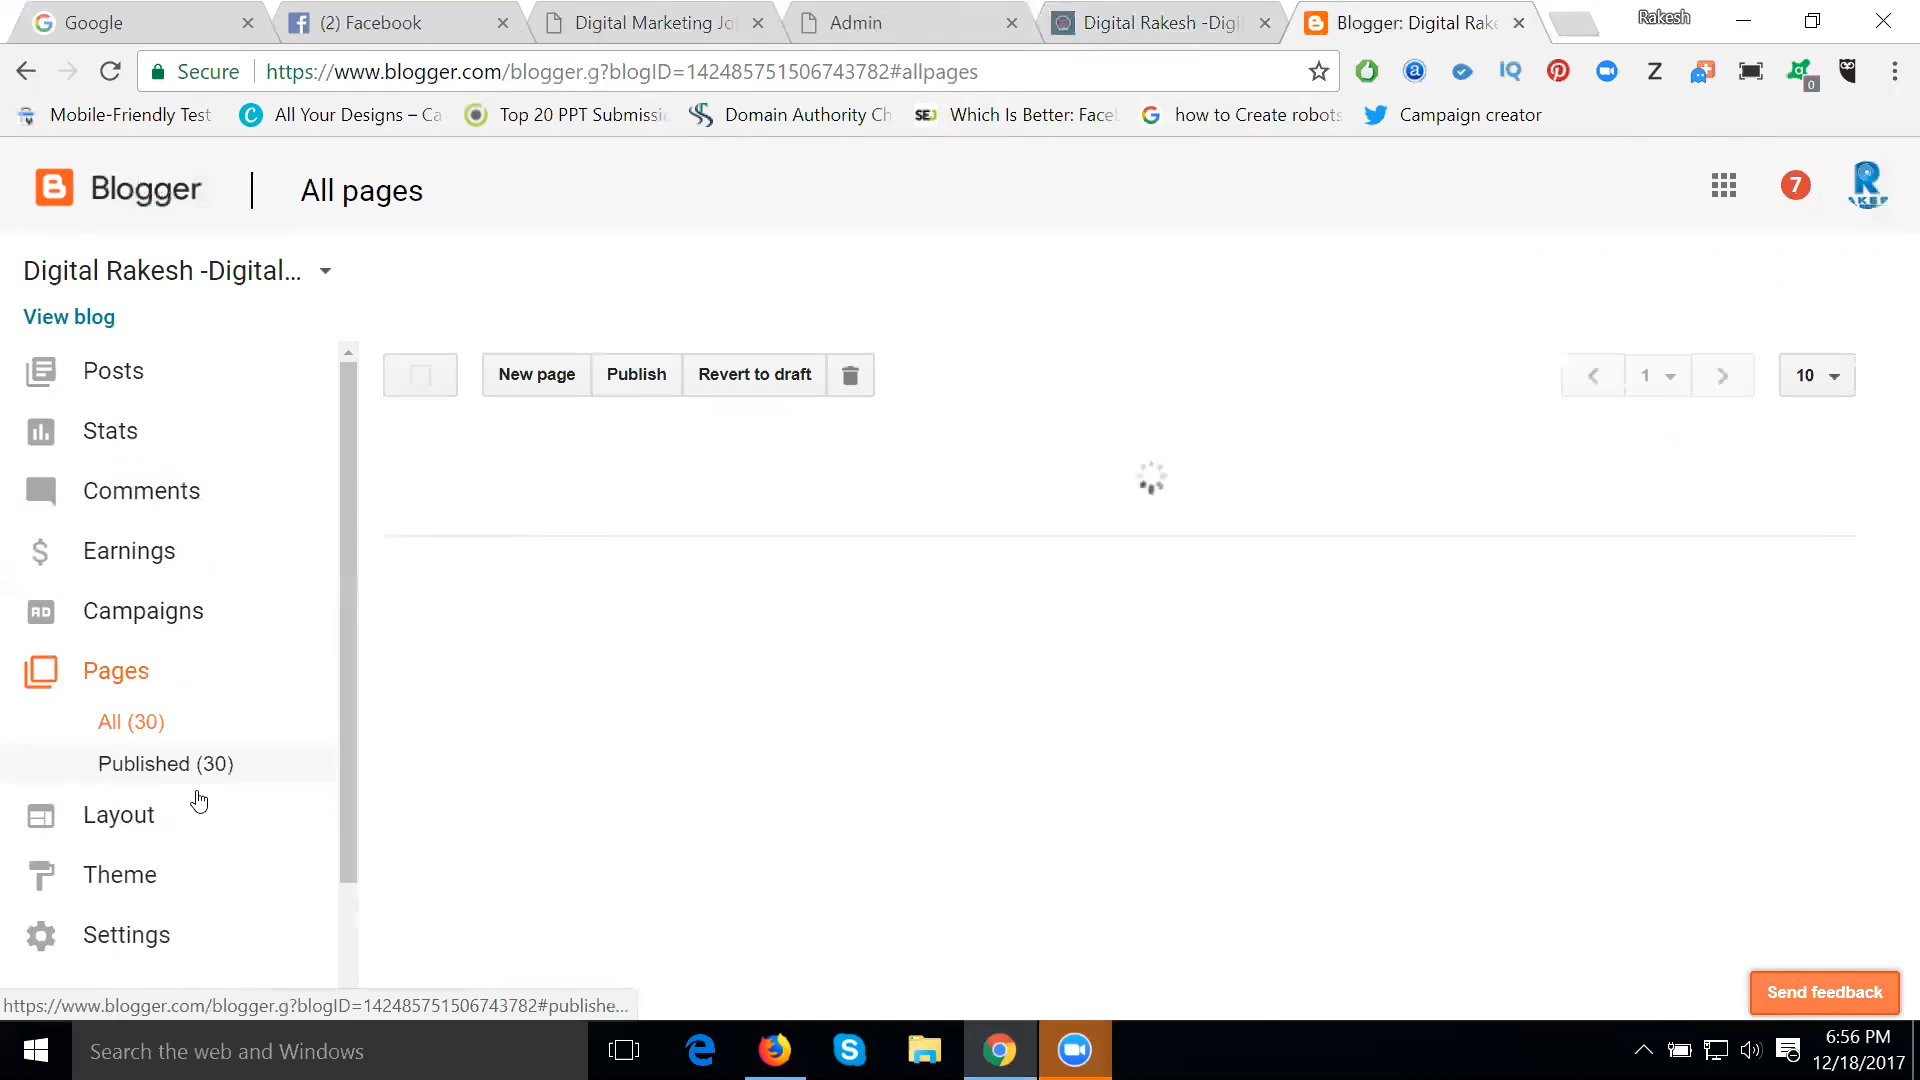 Google
(2) Facebook
Digital Marketing Jo
Admin
Digital Rakesh -Digi
Blogger: Digital Rake
Rakesh
Secure
https://www.blogger.com/blogger.g?blogID=142485751506743782#allpages
Mobile-Friendly Test
All Your Designs – Ca
Top 20 PPT Submissi
Domain Authority Ch
SEJ
Which Is Better: Face
how to Create robots
Campaign creator
Blogger
All pages
7
Digital Rakesh -Digital...
View blog
Posts
Stats
Comments
Earnings
Campaigns
Pages
All (30)
Published (30)
Layout
Theme
Settings
New page
Publish
Revert to draft
1
10
Send feedback
https://www.blogger.com/blogger.g?blogID=142485751506743782#publishe...
Search the web and Windows
6:56 PM
12/18/2017